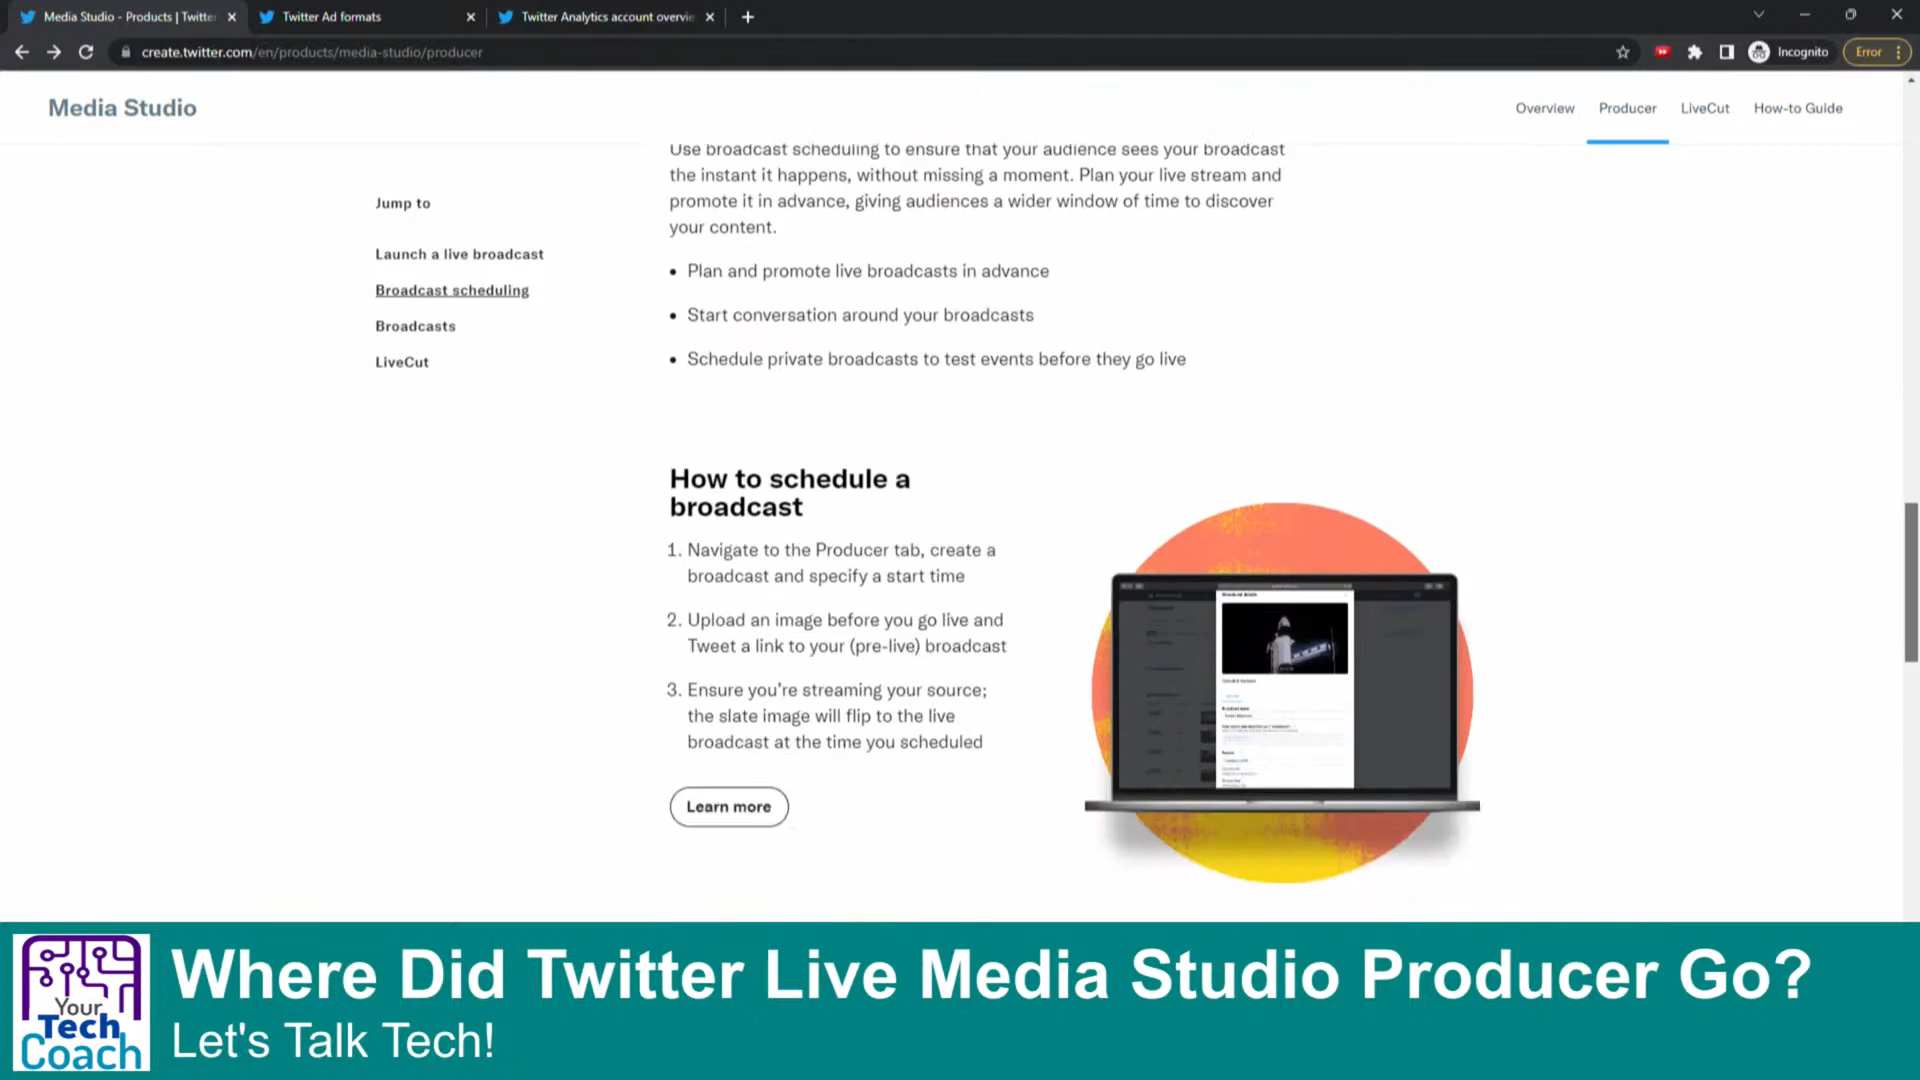 Media Studio - Products | Twitte
Twitter Ad formats
Twitter Analytics account overvie
create.twitter.com/en/products/media-studio/producer
Incognito
Error
Media Studio
Overview
Producer
LiveCut
How-to Guide
Jump to
Launch a live broadcast
Broadcast scheduling
Broadcasts
LiveCut
Use broadcast scheduling to ensure that your audience sees your broadcast
the instant it happens, without missing a moment. Plan your live stream and
promote it in advance, giving audiences a wider window of time to discover
your content.
• Plan and promote live broadcasts in advance
• Start conversation around your broadcasts
• Schedule private broadcasts to test events before they go live
How to schedule a
broadcast
1. Navigate to the Producer tab, create a
broadcast and specify a start time
2. Upload an image before you go live and
Tweet a link to your (pre-live) broadcast
3. Ensure you’re streaming your source;
the slate image will flip to the live
broadcast at the time you scheduled
Learn more
Your
Tech
Coach
Where Did Twitter Live Media Studio Producer Go?
Let's Talk Tech!